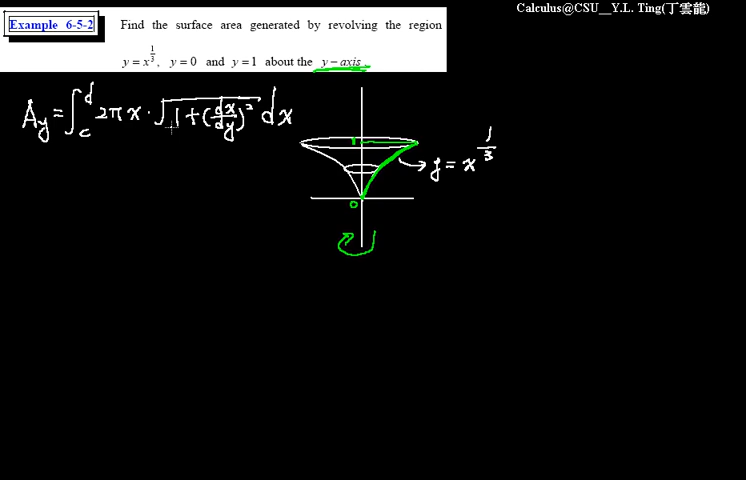 Calculus@CSU__Y.L. Ting(丁雲龍)
Example 6-5-2 Find the surface area generated by revolving the region
y = x^{1/3}, y = 0 and y = 1 about the y-axis.
A_y = ∫_c^d 2πx · √(1 + (dx/dy)²) dx
1
y = x^{1/3}
0